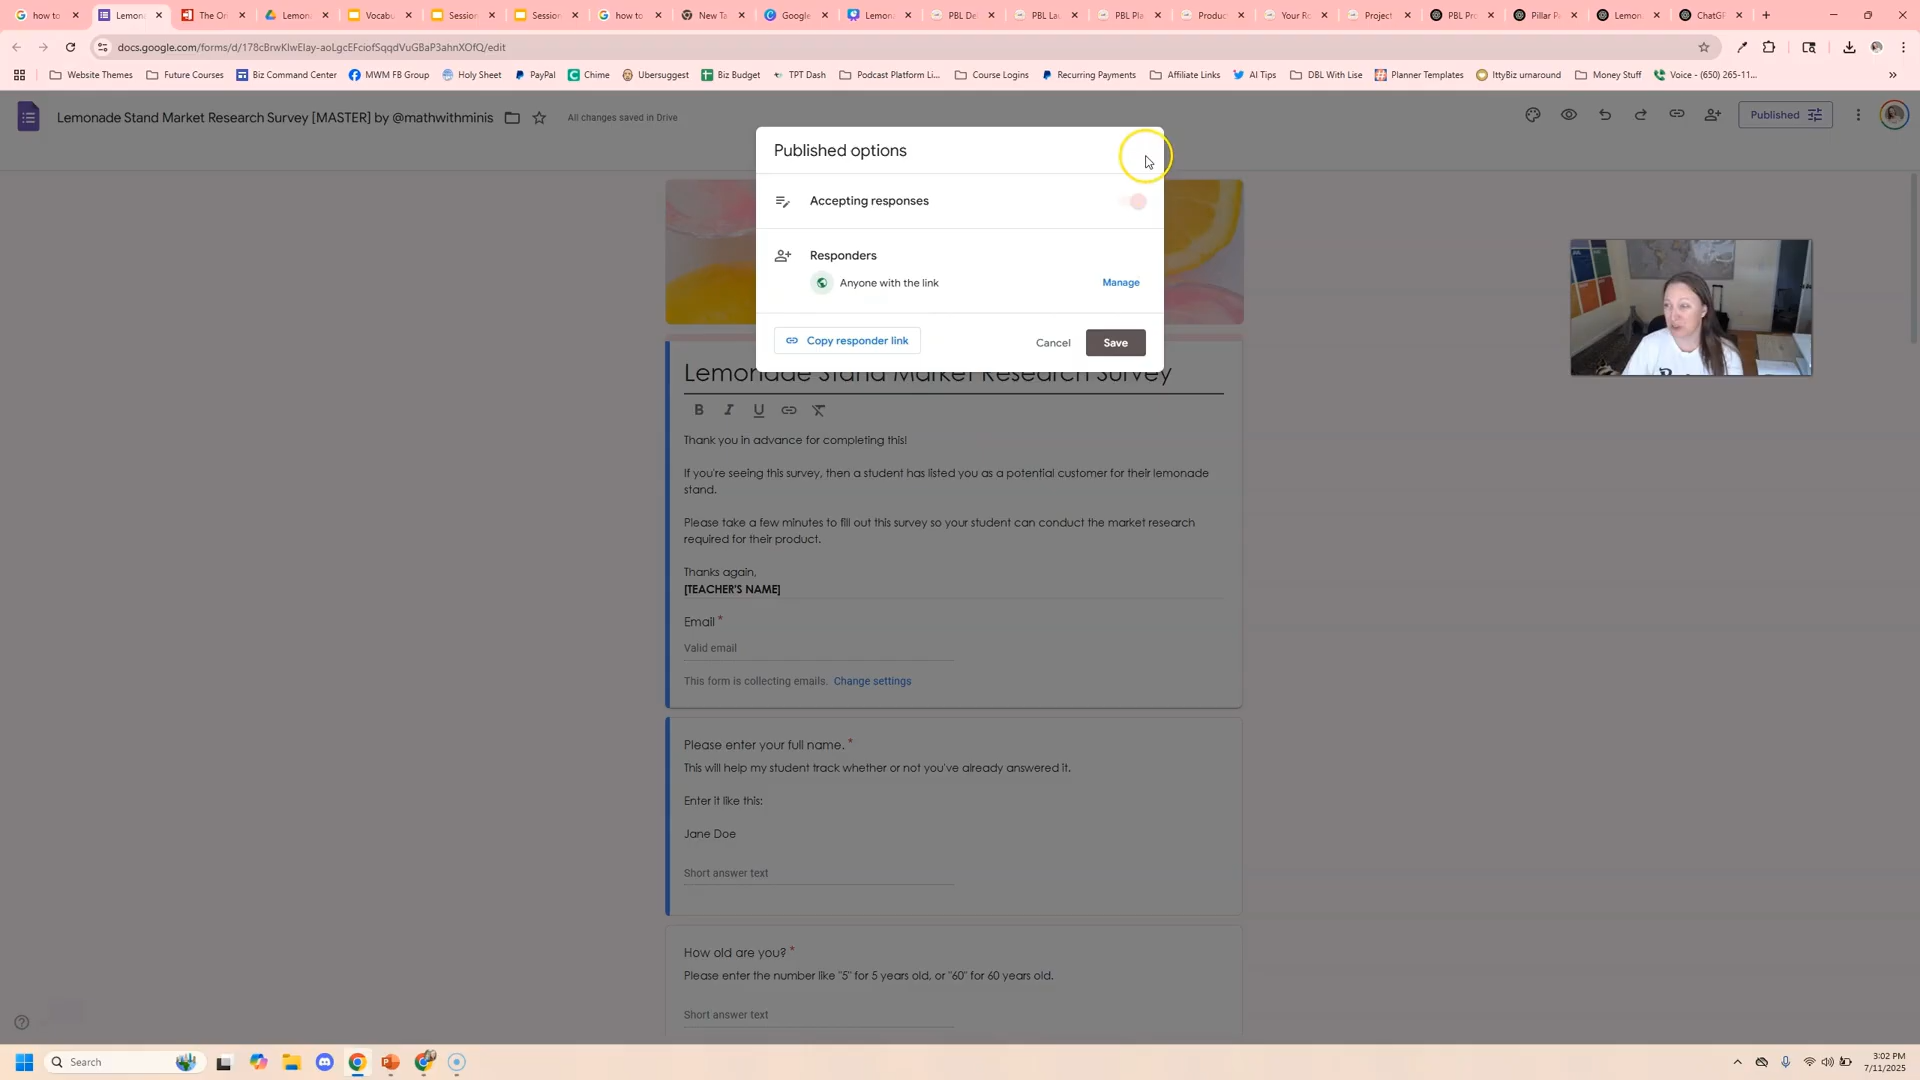 how to
Lemona
The Or
Lemona
Vocabu
Session
Session
how to
New Ta
Google
Lemona
PBL De
PBL Lau
PBL Pla
Produc
Your Ro
Project
PBL Pro
Pillar Pa
Lemon
ChatGP
docs.google.com/forms/d/178cBrwKlwElay-aoLgcEFciofSqqdVuGBaP3ahnXOfQ/edit
Website Themes
Future Courses
Biz Command Center
MWM FB Group
Holy Sheet
PayPal
Chime
Ubersuggest
Biz Budget
TPT Dash
Podcast Platform Li...
Course Logins
Recurring Payments
Affiliate Links
AI Tips
DBL With Lise
Planner Templates
IttyBiz urnaround
Money Stuff
Voice - (650) 265-11...
Lemonade Stand Market Research Survey [MASTER] by @mathwithminis
All changes saved in Drive
Published
Published options
Accepting responses
Responders
Anyone with the link
Manage
Copy responder link
Cancel
Save
Lemonade Stand Market Research Survey
B I U
Thank you in advance for completing this!
If you're seeing this survey, then a student has listed you as a potential customer for their lemonade
stand.
Please take a few minutes to fill out this survey so your student can conduct the market research
required for their product.
Thanks again,
[TEACHER'S NAME]
Email *
Valid email
This form is collecting emails. Change settings
Please enter your full name. *
This will help my student track whether or not you've already answered it.
Enter it like this:
Jane Doe
Short answer text
How old are you? *
Please enter the number like "5" for 5 years old, or "60" for 60 years old.
Short answer text
Search
3:02 PM
7/11/2025